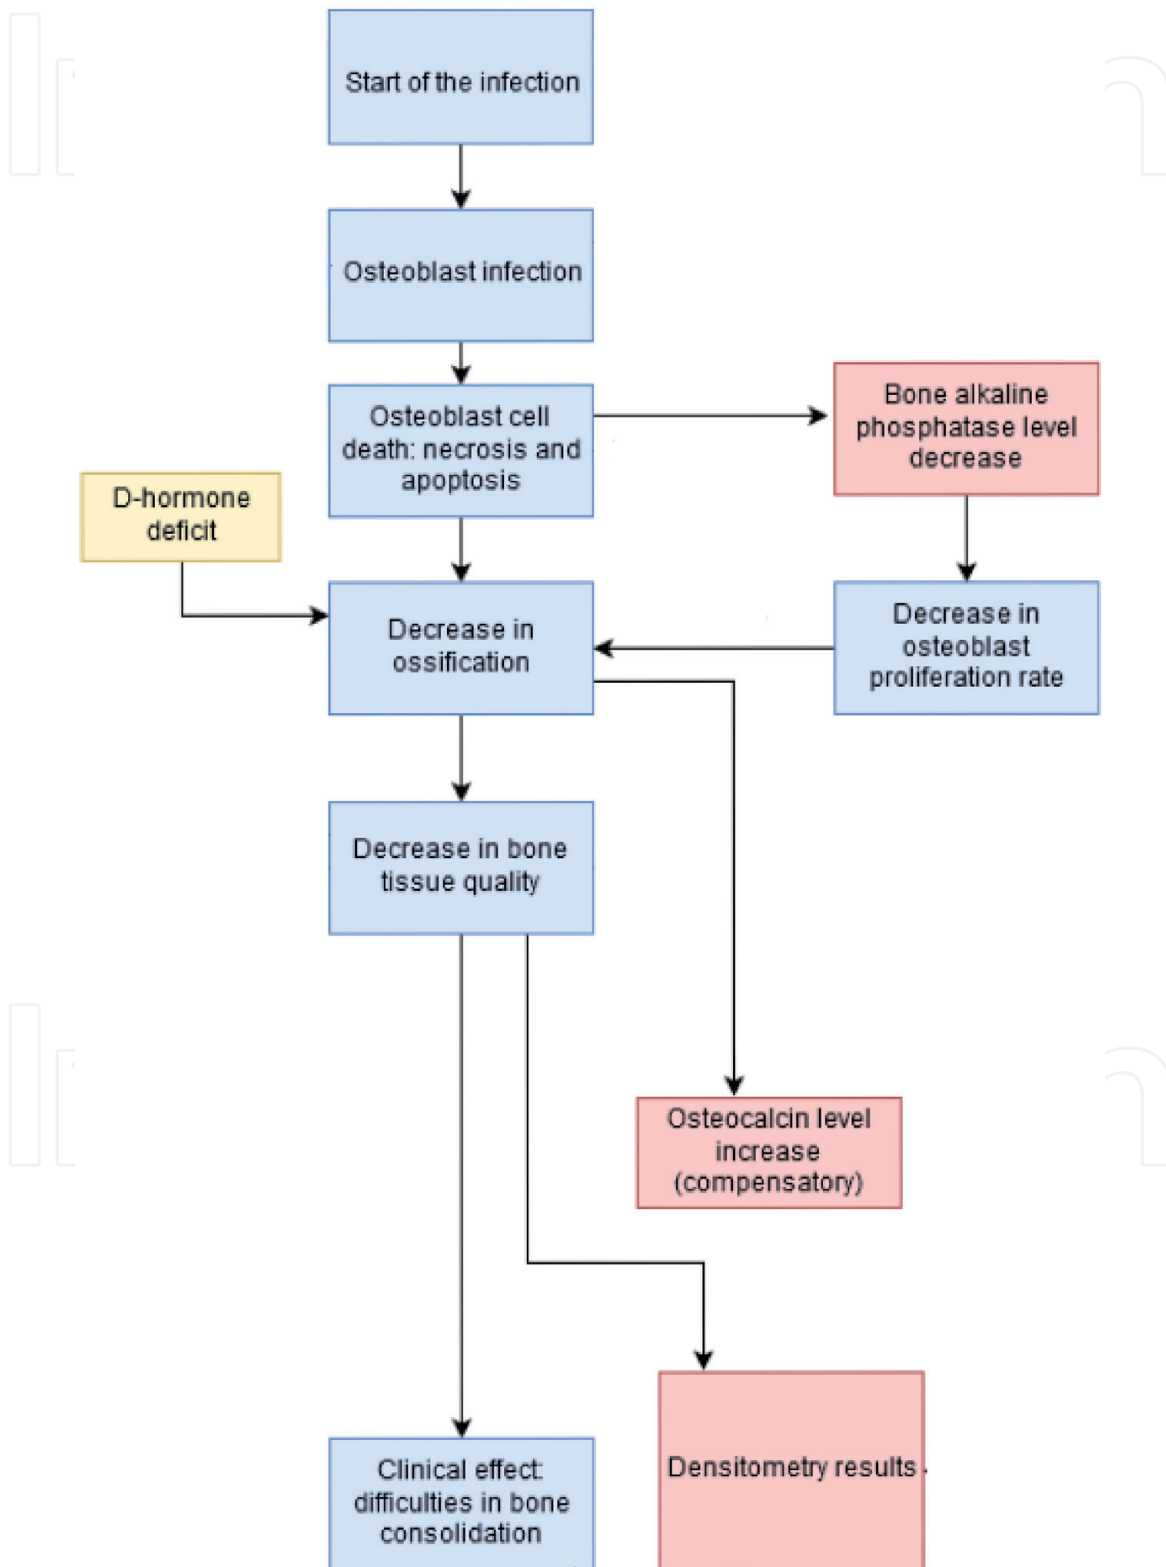 Start of the infection
Osteoblast infection
Osteoblast cell
death: necrosis and
apoptosis
Bone alkaline
phosphatase level
decrease
D-hormone
deficit
Decrease in
ossification
Decrease in
osteoblast
proliferation rate
Decrease in bone
tissue quality
Osteocalcin level
increase
(compensatory)
Densitometry results
Clinical effect:
difficulties in bone
consolidation